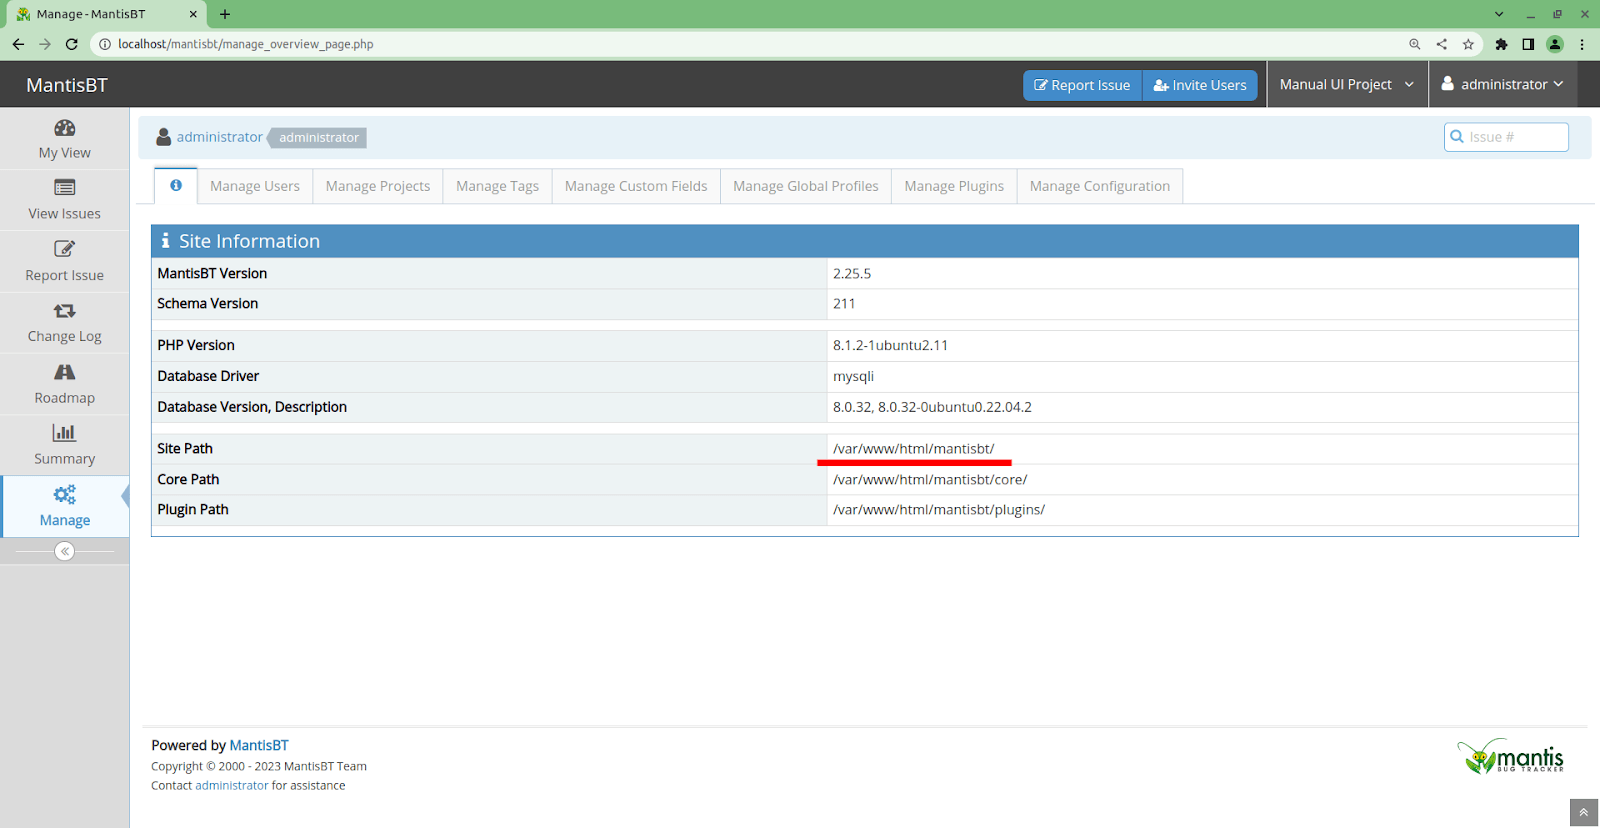 Manage - MantisBT
localhost/mantisbt/manage_overview_page.php
MantisBT
Report Issue
Invite Users
Manual UI Project
administrator
My View
View Issues
Report Issue
Change Log
Roadmap
Summary
Manage
administrator
administrator
Issue #
Manage Users
Manage Projects
Manage Tags
Manage Custom Fields
Manage Global Profiles
Manage Plugins
Manage Configuration
Site Information
MantisBT Version 2.25.5
Schema Version 211
PHP Version 8.1.2-1ubuntu2.11
Database Driver mysqli
Database Version, Description 8.0.32, 8.0.32-0ubuntu0.22.04.2
Site Path /var/www/html/mantisbt/
Core Path /var/www/html/mantisbt/core/
Plugin Path /var/www/html/mantisbt/plugins/
Powered by MantisBT
Copyright © 2000 - 2023 MantisBT Team
Contact administrator for assistance
mantis
BUG TRACKER